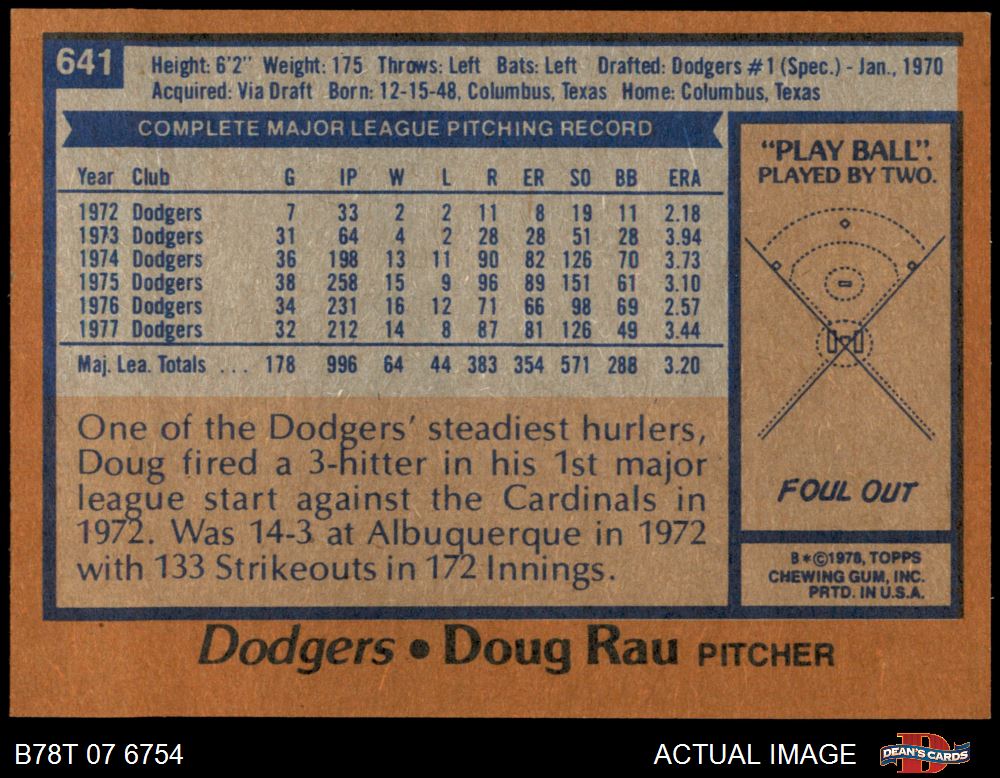 641
Height: 6'2" Weight: 175 Throws: Left Bats: Left Drafted: Dodgers #1 (Spec.) - Jan., 1970
Acquired: Via Draft Born: 12-15-48, Columbus, Texas Home: Columbus, Texas
COMPLETE MAJOR LEAGUE PITCHING RECORD
Year Club G IP W L R ER SO BB ERA
1972 Dodgers 7 33 2 2 11 8 19 11 2.18
1973 Dodgers 31 64 4 2 28 28 51 28 3.94
1974 Dodgers 36 198 13 11 90 82 126 70 3.73
1975 Dodgers 38 258 15 9 96 89 151 61 3.10
1976 Dodgers 34 231 16 12 71 66 98 69 2.57
1977 Dodgers 32 212 14 8 87 81 126 49 3.44
Maj. Lea. Totals ... 178 996 64 44 383 354 571 288 3.20
One of the Dodgers' steadiest hurlers,
Doug fired a 3-hitter in his 1st major
league start against the Cardinals in
1972. Was 14-3 at Albuquerque in 1972
with 133 Strikeouts in 172 Innings.
"PLAY BALL".
PLAYED BY TWO.
FOUL OUT
B*©1978, TOPPS
CHEWING GUM, INC.
PRTD. IN U.S.A.
Dodgers • Doug Rau PITCHER
B78T 07 6754
ACTUAL IMAGE
D
DEAN'S CARDS